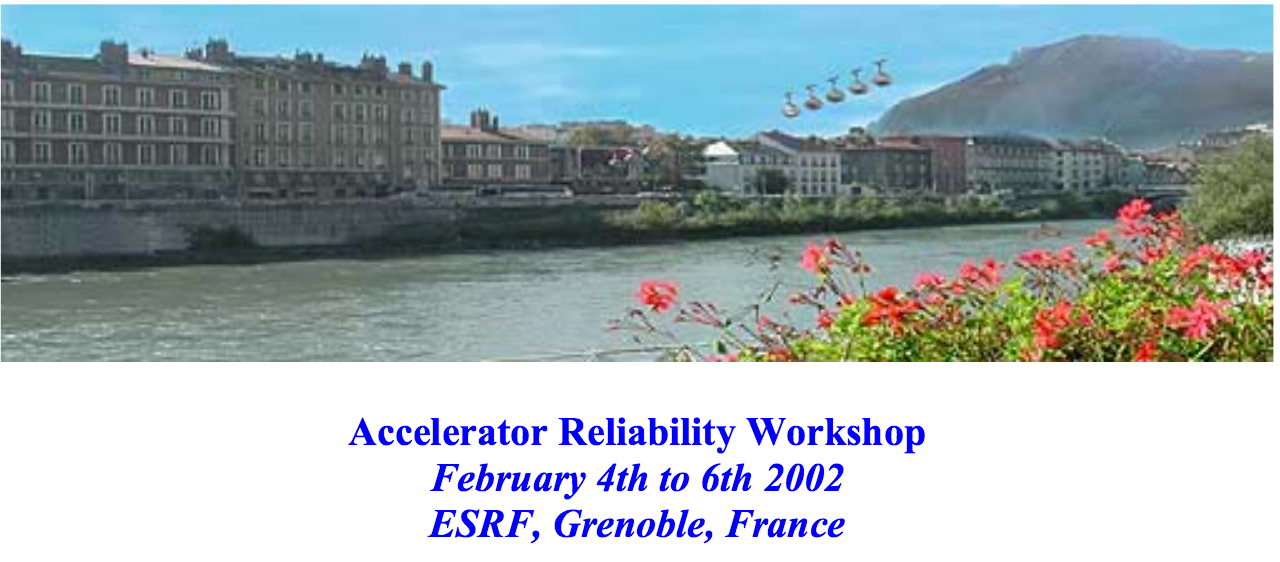 Accelerator Reliability Workshop
February 4th to 6th 2002
ESRF, Grenoble, France